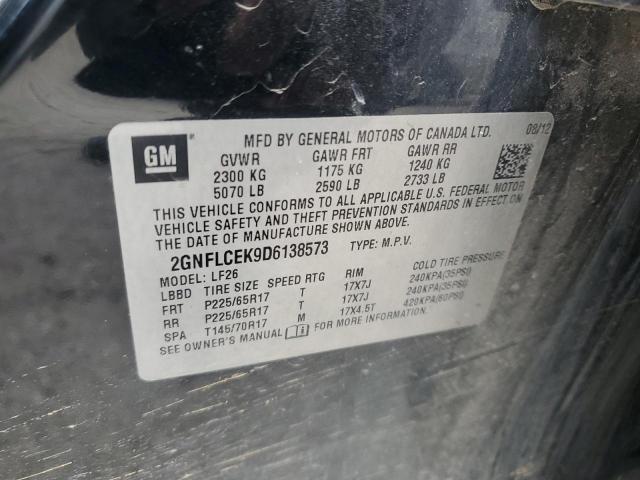 GM
MFD BY GENERAL MOTORS OF CANADA LTD. 08/12
GVWR GAWR FRT GAWR RR
2300 KG 1175 KG 1240 KG
5070 LB 2590 LB 2733 LB
THIS VEHICLE CONFORMS TO ALL APPLICABLE U.S. FEDERAL MOTOR
VEHICLE SAFETY AND THEFT PREVENTION STANDARDS IN EFFECT ON
THE DATE OF MANUFACTURE SHOWN ABOVE.
2GNFLCEK9D6138573 TYPE: M.P.V.
MODEL: LF26
LBBD TIRE SIZE SPEED RTG RIM COLD TIRE PRESSURE
FRT P225/65R17 T 17X7J 240KPA(35PSI)
RR P225/65R17 T 17X7J 240KPA(35PSI)
SPA T145/70R17 M 17X4.5T 420KPA(60PSI)
SEE OWNER'S MANUAL FOR MORE INFORMATION.